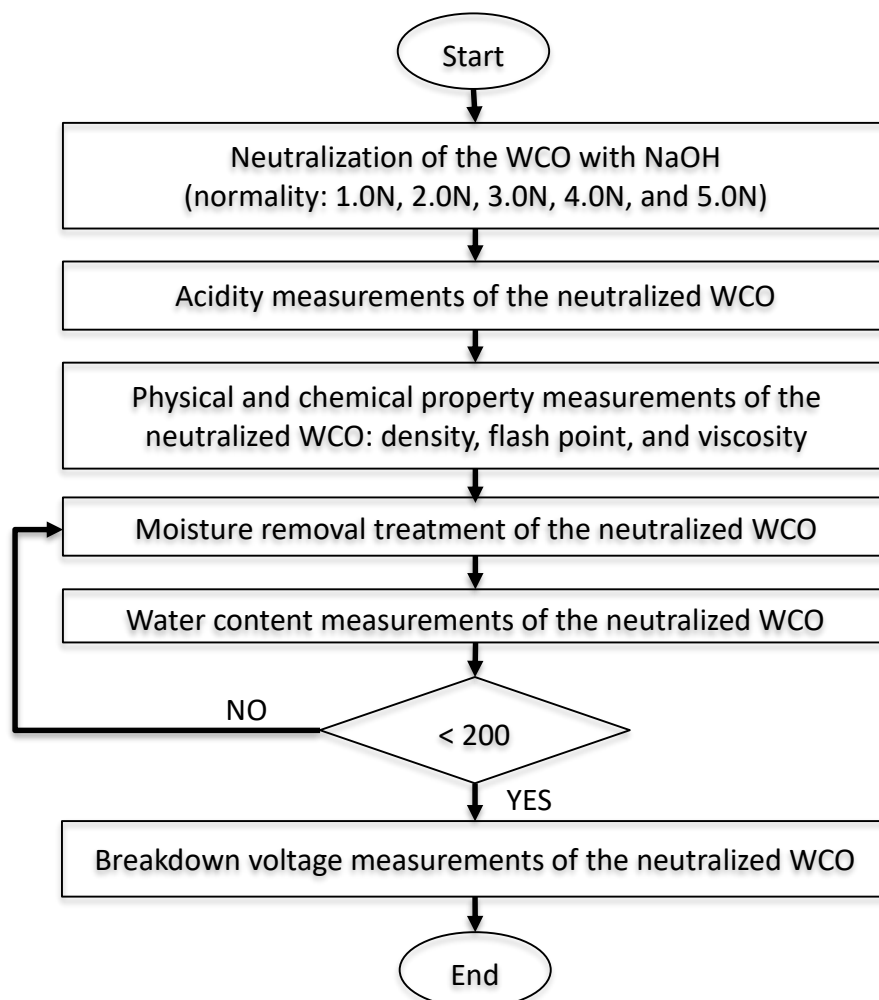 Start
Neutralization of the WCO with NaOH
(normality: 1.0N, 2.0N, 3.0N, 4.0N, and 5.0N)
Acidity measurements of the neutralized WCO
Physical and chemical property measurements of the
neutralized WCO: density, flash point, and viscosity
Moisture removal treatment of the neutralized WCO
Water content measurements of the neutralized WCO
NO
< 200
YES
Breakdown voltage measurements of the neutralized WCO
End